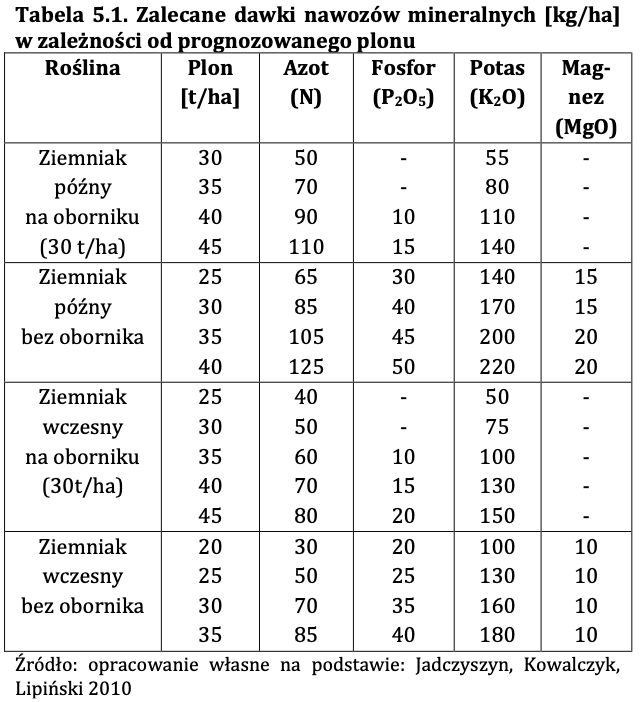 Tabela 5.1. Zalecane dawki nawozów mineralnych [kg/ha]
w zależności od prognozowanego plonu
Roślina Plon [t/ha] Azot (N) Fosfor (P₂O₅) Potas (K₂O) Mag-nez (MgO)
Ziemniak 30 50 - 55 -
późny 35 70 - 80 -
na oborniku 40 90 10 110 -
(30 t/ha) 45 110 15 140 -
Ziemniak 25 65 30 140 15
późny 30 85 40 170 15
bez obornika 35 105 45 200 20
40 125 50 220 20
Ziemniak 25 40 - 50 -
wczesny 30 50 - 75 -
na oborniku 35 60 10 100 -
(30t/ha) 40 70 15 130 -
45 80 20 150 -
Ziemniak 20 30 20 100 10
wczesny 25 50 25 130 10
bez obornika 30 70 35 160 10
35 85 40 180 10
Źródło: opracowanie własne na podstawie: Jadczyszyn, Kowalczyk,
Lipiński 2010